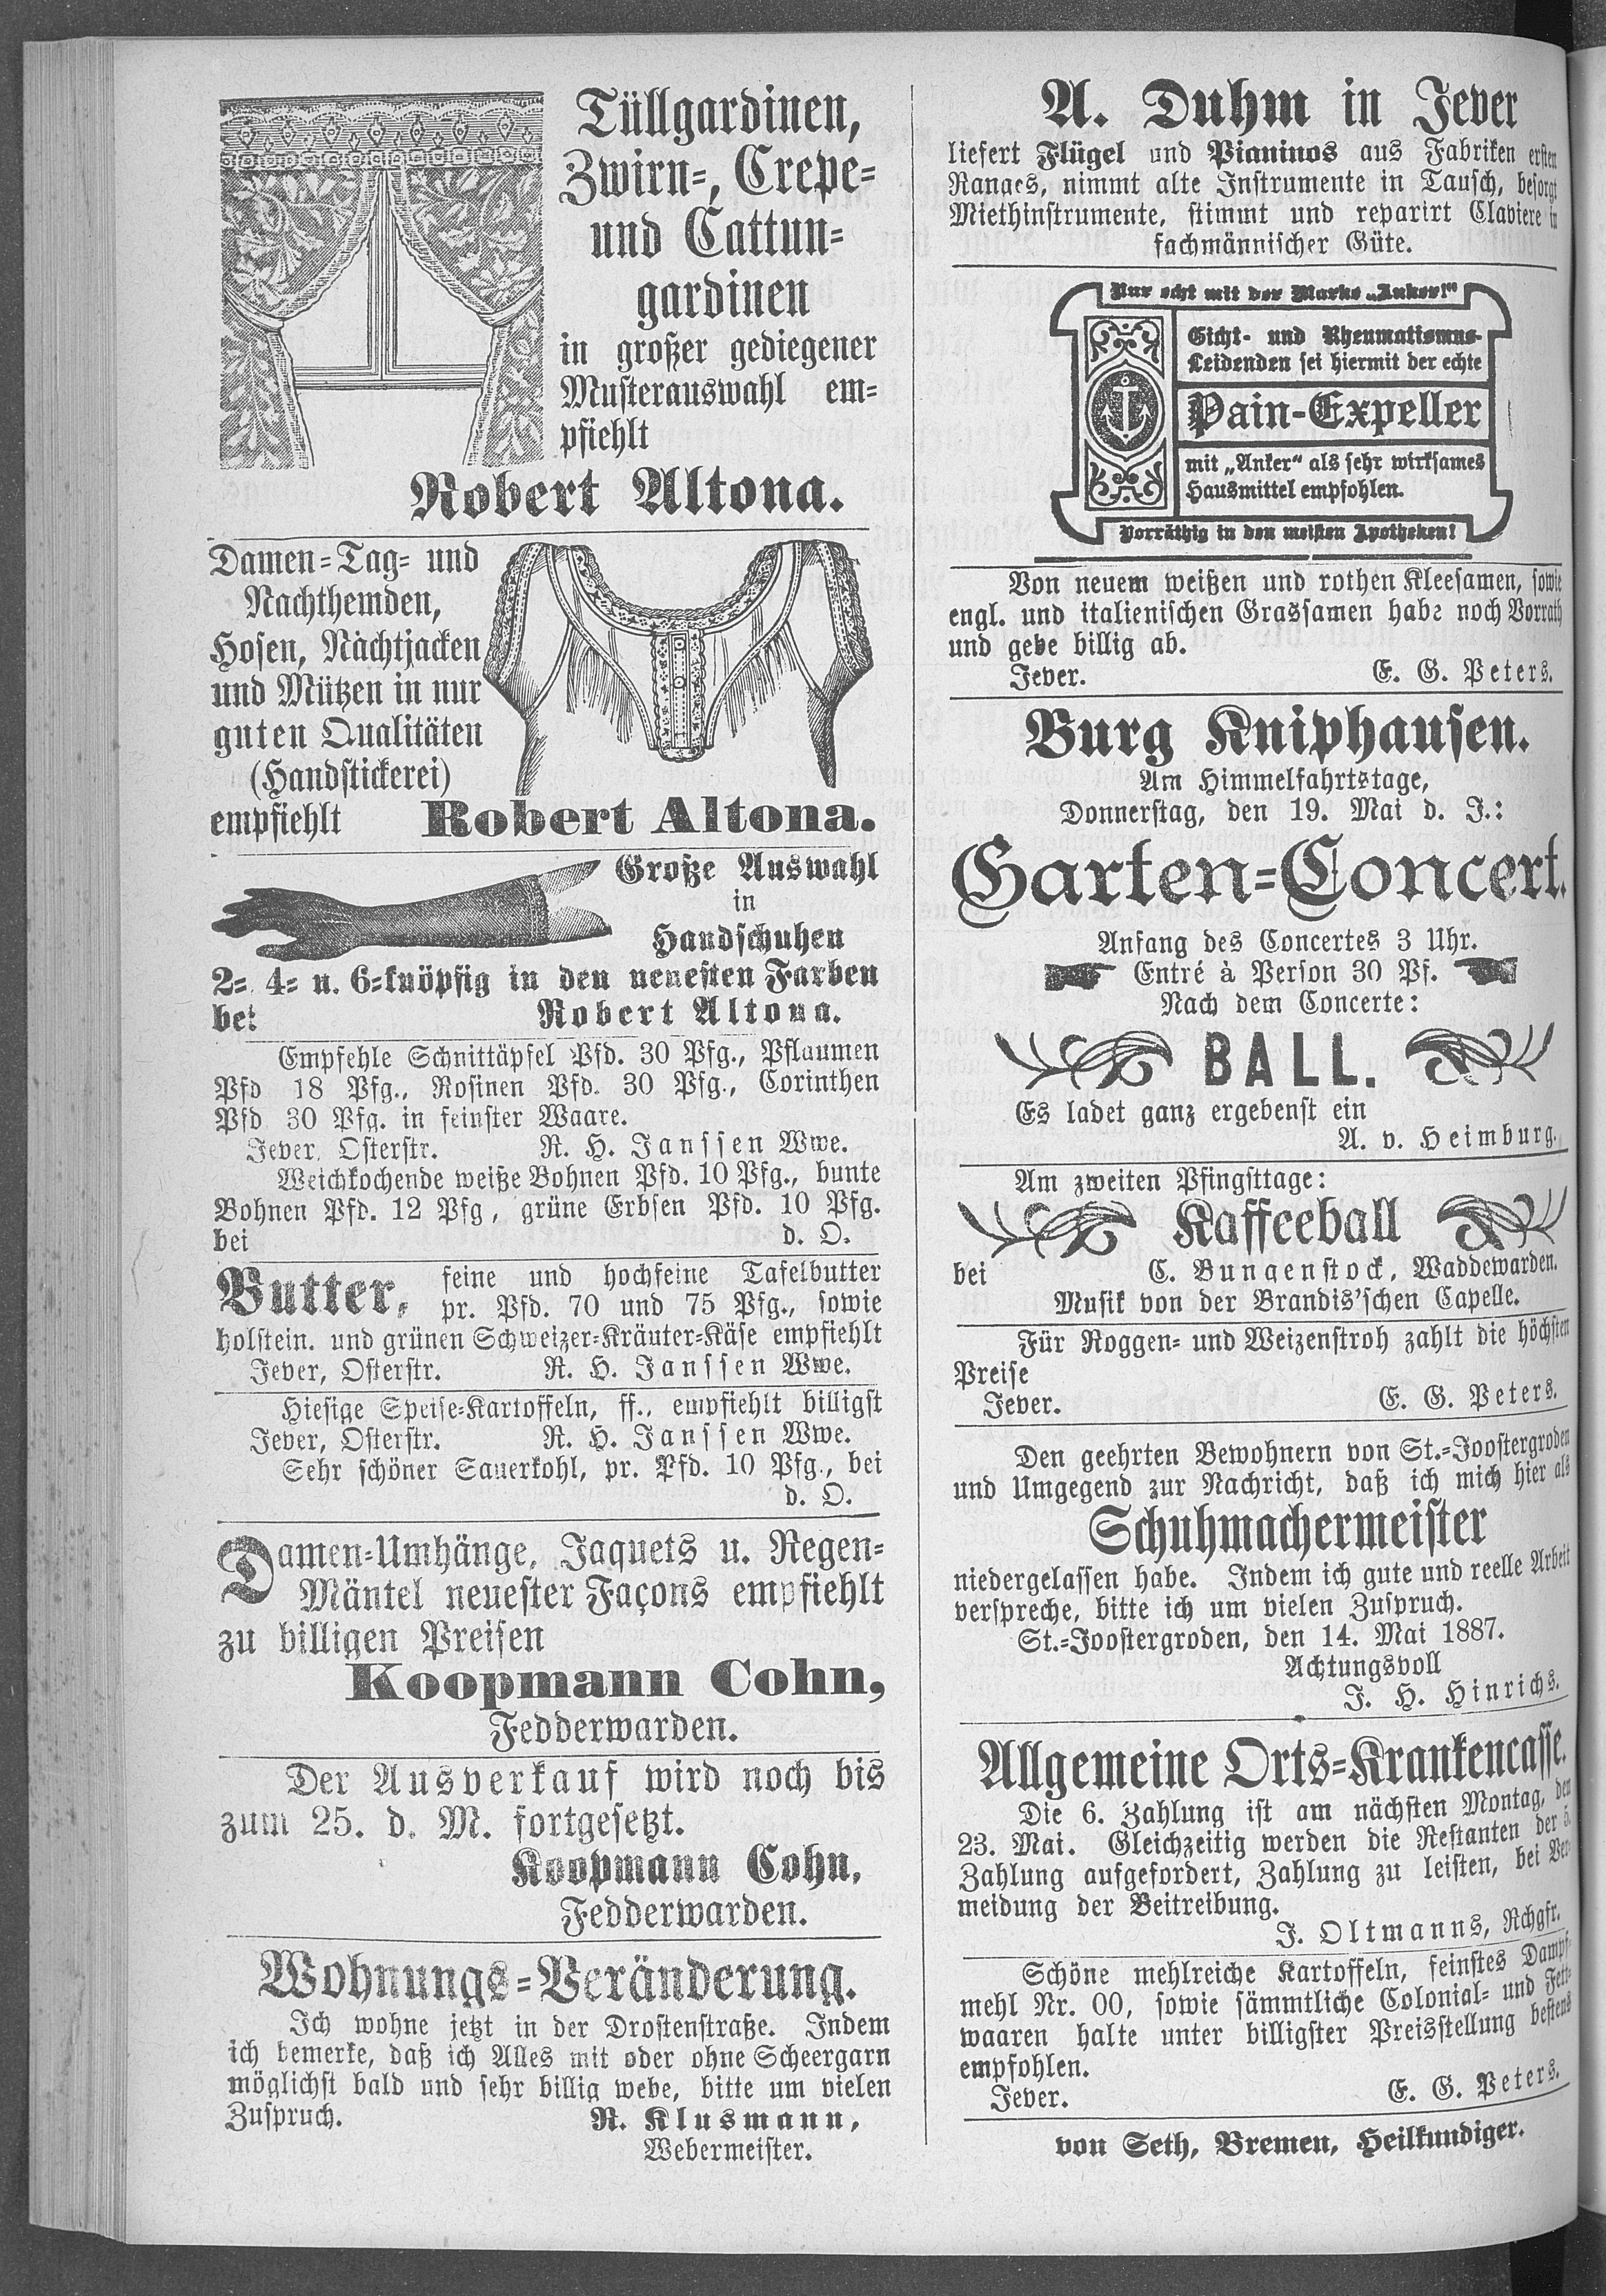 Tüllgardinen,
Zwirn-, Crepe-
und Cattun-
gardinen
in großer gediegener
Musterauswahl em-
pfiehlt
Robert Altona.
Damen-Tag- und
Nachthemden,
Hosen, Nachtjacken
und Mützen in nur
guten Qualitäten
(Handstickerei)
empfiehlt Robert Altona.
Große Auswahl
in
Handschuhen
2-, 4- u. 6-knöpfig in den neuesten Farben
bei Robert Altona.
Empfehle Schnittäpfel Pfd. 30 Pfg., Pflaumen
Pfd 18 Pfg., Rosinen Pfd. 30 Pfg., Corinthen
Pfd 30 Pfg. in feinster Waare.
Jever, Osterstr. R. H. Janssen Wwe.
Weichkochende weiße Bohnen Pfd. 10 Pfg., bunte
Bohnen Pfd. 12 Pfg, grüne Erbsen Pfd. 10 Pfg.
bei d. O.
Butter, feine und hochfeine Tafelbutter
pr. Pfd. 70 und 75 Pfg., sowie
holstein. und grünen Schweizer-Kräuter-Käse empfiehlt
Jever, Osterstr. R. H. Janssen Wwe.
Hiesige Speise-Kartoffeln, ff., empfiehlt billigst
Jever, Osterstr. R. H. Janssen Wwe.
Sehr schöner Sauerkohl, pr. Pfd. 10 Pfg., bei
d. O.
Damen-Umhänge, Jaquets u. Regen-
Mäntel neuester Façons empfiehlt
zu billigen Preisen
Koopmann Cohn,
Fedderwarden.
Der Ausverkauf wird noch bis
zum 25. d. M. fortgesetzt.
Koopmann Cohn,
Fedderwarden.
Wohnungs-Veränderung.
Ich wohne jetzt in der Drostenstraße. Indem
ich bemerke, daß ich Alles mit oder ohne Scheergarn
möglichst bald und sehr billig webe, bitte um vielen
Zuspruch. R. Klusmann,
Webermeister.
A. Duhm in Jever
liefert Flügel und Pianinos aus Fabriken ersten
Ranges, nimmt alte Instrumente in Tausch, besorgt
Miethinstrumente, stimmt und reparirt Claviere in
fachmännischer Güte.
Nur echt mit der Marke „Anker!"
Gicht- und Rheumatismus-
Leidenden sei hiermit der echte
Pain-Expeller
mit „Anker" als sehr wirksames
Hausmittel empfohlen.
Vorräthig in den meisten Apotheken!
Von neuem weißen und rothen Kleesamen, sowie
engl. und italienischen Grassamen habe noch Vorrath
und gebe billig ab.
Jever. E. G. Peters.
Burg Kniphausen.
Am Himmelfahrtstage,
Donnerstag, den 19. Mai d. J.:
Garten-Concert.
Anfang des Concertes 3 Uhr.
Entré à Person 30 Pf.
Nach dem Concerte:
BALL.
Es ladet ganz ergebenst ein
A. v. Heimburg.
Am zweiten Pfingsttage:
Kaffeeball
bei C. Bungenstock, Waddewarden.
Musik von der Brandis'schen Capelle.
Für Roggen- und Weizenstroh zahlt die höchsten
Preise
Jever. E. G. Peters.
Den geehrten Bewohnern von St.-Joostergroden
und Umgegend zur Nachricht, daß ich mich hier als
Schuhmachermeister
niedergelassen habe. Indem ich gute und reelle Arbeit
verspreche, bitte ich um vielen Zuspruch.
St.-Joostergroden, den 14. Mai 1887.
Achtungsvoll
J. H. Hinrichs.
Allgemeine Orts-Krankencasse.
Die 6. Zahlung ist am nächsten Montag, den
23. Mai. Gleichzeitig werden die Restanten der 5.
Zahlung aufgefordert, Zahlung zu leisten, bei Ver-
meidung der Beitreibung.
J. Oltmanns, Rchgfr.
Schöne mehlreiche Kartoffeln, feinstes Dampf-
mehl Nr. 00, sowie sämmtliche Colonial- und Fett-
waaren halte unter billigster Preisstellung bestens
empfohlen.
Jever. E. G. Peters.
von Seth, Bremen, Heilkundiger.